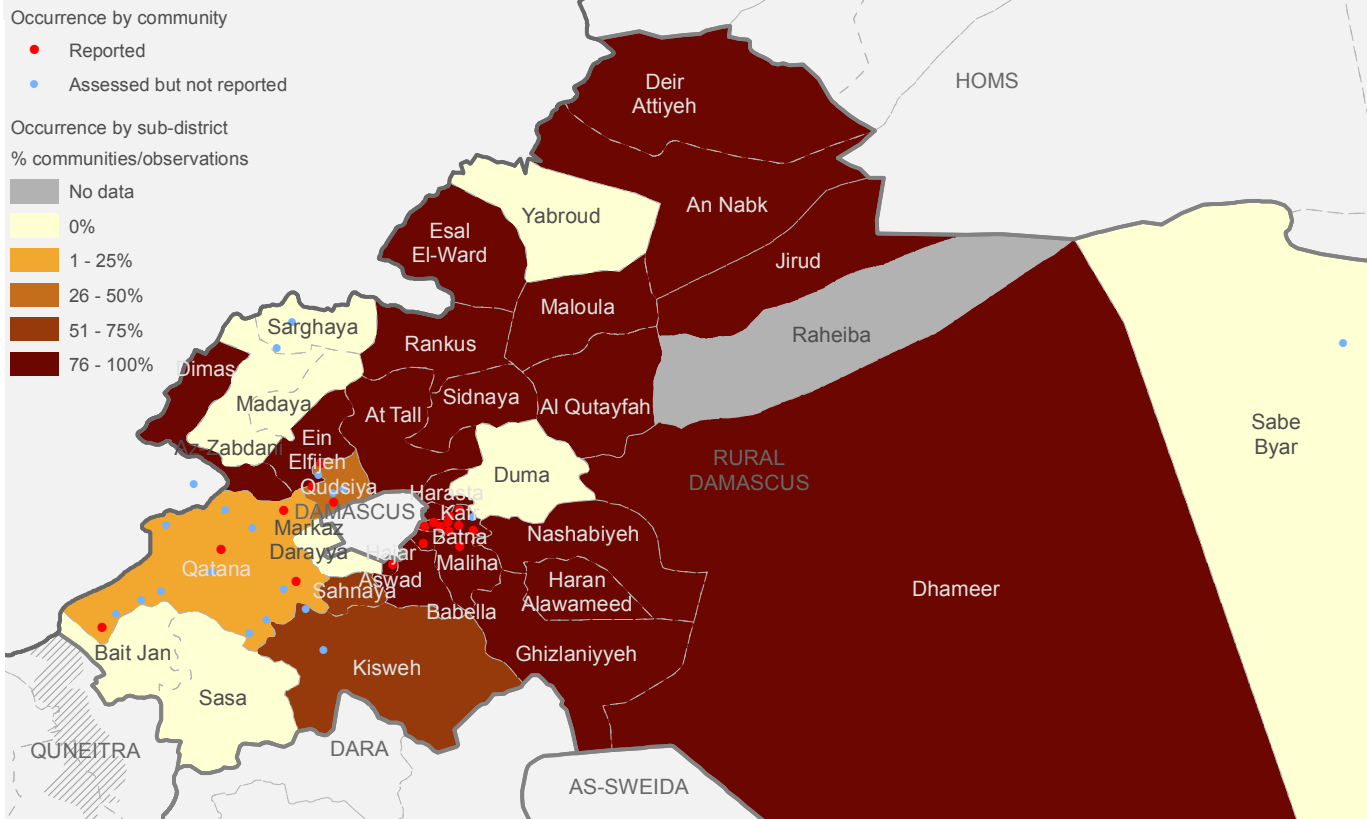 Occurrence by community
Reported
Assessed but not reported
Occurrence by sub-district
% communities/observations
No data
0%
1 - 25%
26 - 50%
51 - 75%
76 - 100%
Deir
Attiyeh
HOMS
An Nabk
Yabroud
Esal
El-Ward
Jirud
Maloula
Raheiba
Sarghaya
Rankus
Dimas
Sidnaya
Madaya
At Tall
Al Qutayfah
Sabe
Byar
Az-Zabdani
Ein
Elfijeh
RURAL
DAMASCUS
Duma
Qudsiya
Harasta
DAMASCUS
Kafr
Batna
Markaz
Darayya
Nashabiyeh
Hajar
Aswad
Maliha
Qatana
Sahnaya
Haran
Alawameed
Dhameer
Babella
Bait Jan
Kisweh
Ghizlaniyyeh
Sasa
QUNEITRA
DARA
AS-SWEIDA